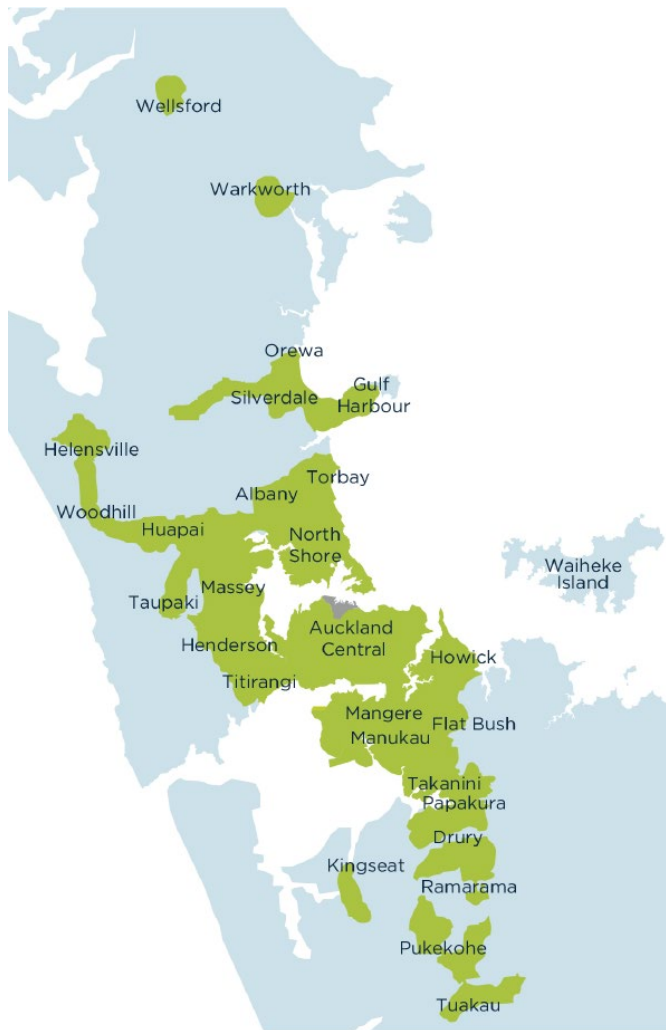 Wellsford
Warkworth
Orewa
Gulf
Harbour
Silverdale
Helensville
Torbay
Albany
Woodhill
Huapai
North
Shore
Waiheke
Island
Massey
Taupaki
Auckland
Central
Henderson
Howick
Titirangi
Mangere
Flat Bush
Manukau
Takanini
Papakura
Drury
Kingseat
Ramarama
Pukekohe
Tuakau